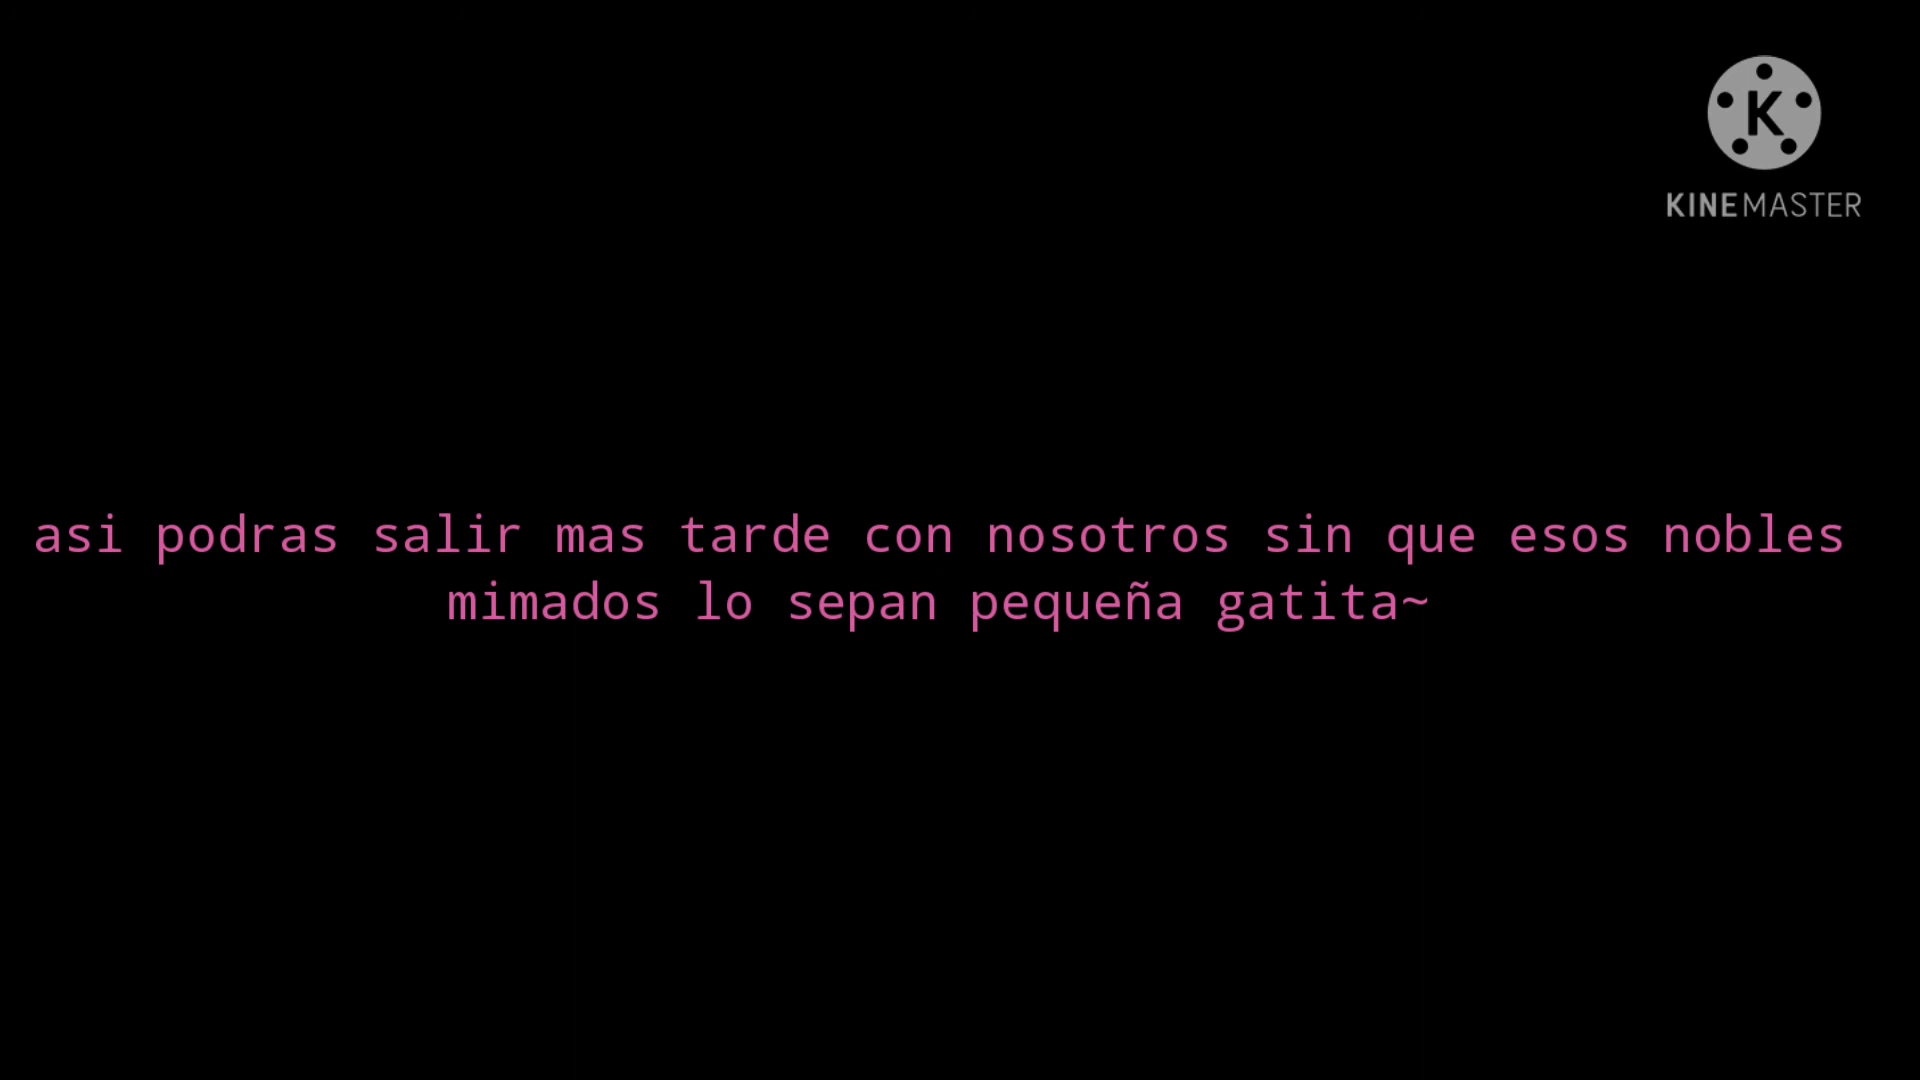 K
KINEMASTER
asi podras salir mas tarde con nosotros sin que esos nobles
mimados lo sepan pequeña gatita~